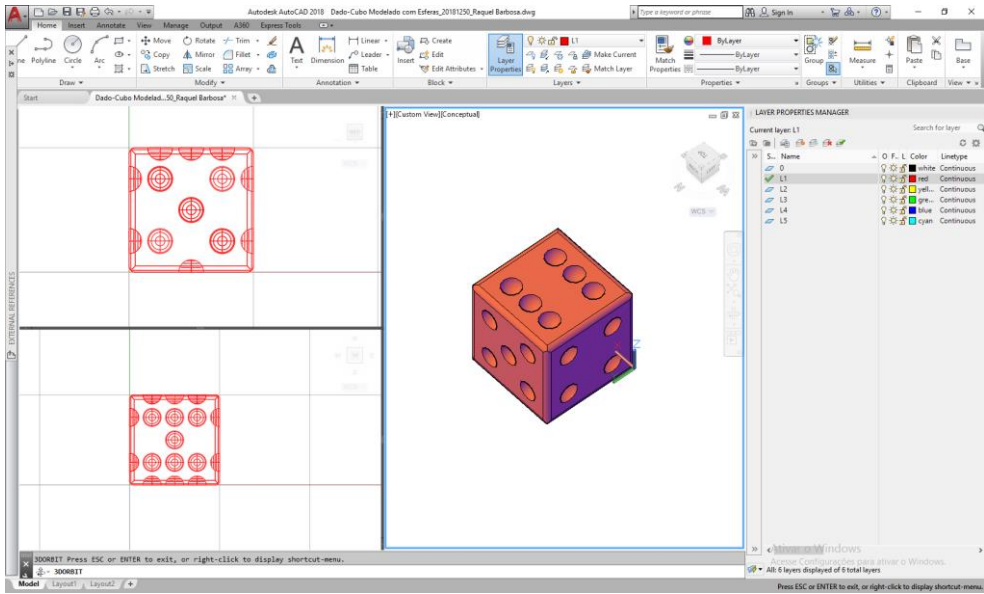 Autodesk AutoCAD 2018 Dado-Cubo Modelado com Esferas_20181250_Raquel Barbosa.dwg
Type a keyword or phrase
Sign In
Home Insert Annotate View Manage Output A360 Express Tools
Polyline Circle Arc
Move Rotate Trim
Copy Mirror Fillet
Stretch Scale Array
Text Dimension
Linear
Leader
Table
Insert
Create
Edit
Edit Attributes
Layer Properties
L1
Make Current
Match Layer
Match Properties
ByLayer
ByLayer
ByLayer
Group
Measure
Paste
Base
Draw Modify Annotation Block Layers Properties Groups Utilities Clipboard View
Start Dado-Cubo Modelad...50_Raquel Barbosa*
[+][Custom View][Conceptual]
WCS
Z
EXTERNAL REFERENCES
LAYER PROPERTIES MANAGER
Current layer: L1
Search for layer
S.. Name O F.. L Color Linetype
0 white Continuous
L1 red Continuous
L2 yell... Continuous
L3 gre... Continuous
L4 blue Continuous
L5 cyan Continuous
Ativar o Windows
Acesse Configurações para ativar o Windows.
All: 6 layers displayed of 6 total layers
3DORBIT Press ESC or ENTER to exit, or right-click to display shortcut-menu.
3DORBIT
Model Layout1 Layout2 +
Press ESC or ENTER to exit, or right-click to display shortcut-menu.